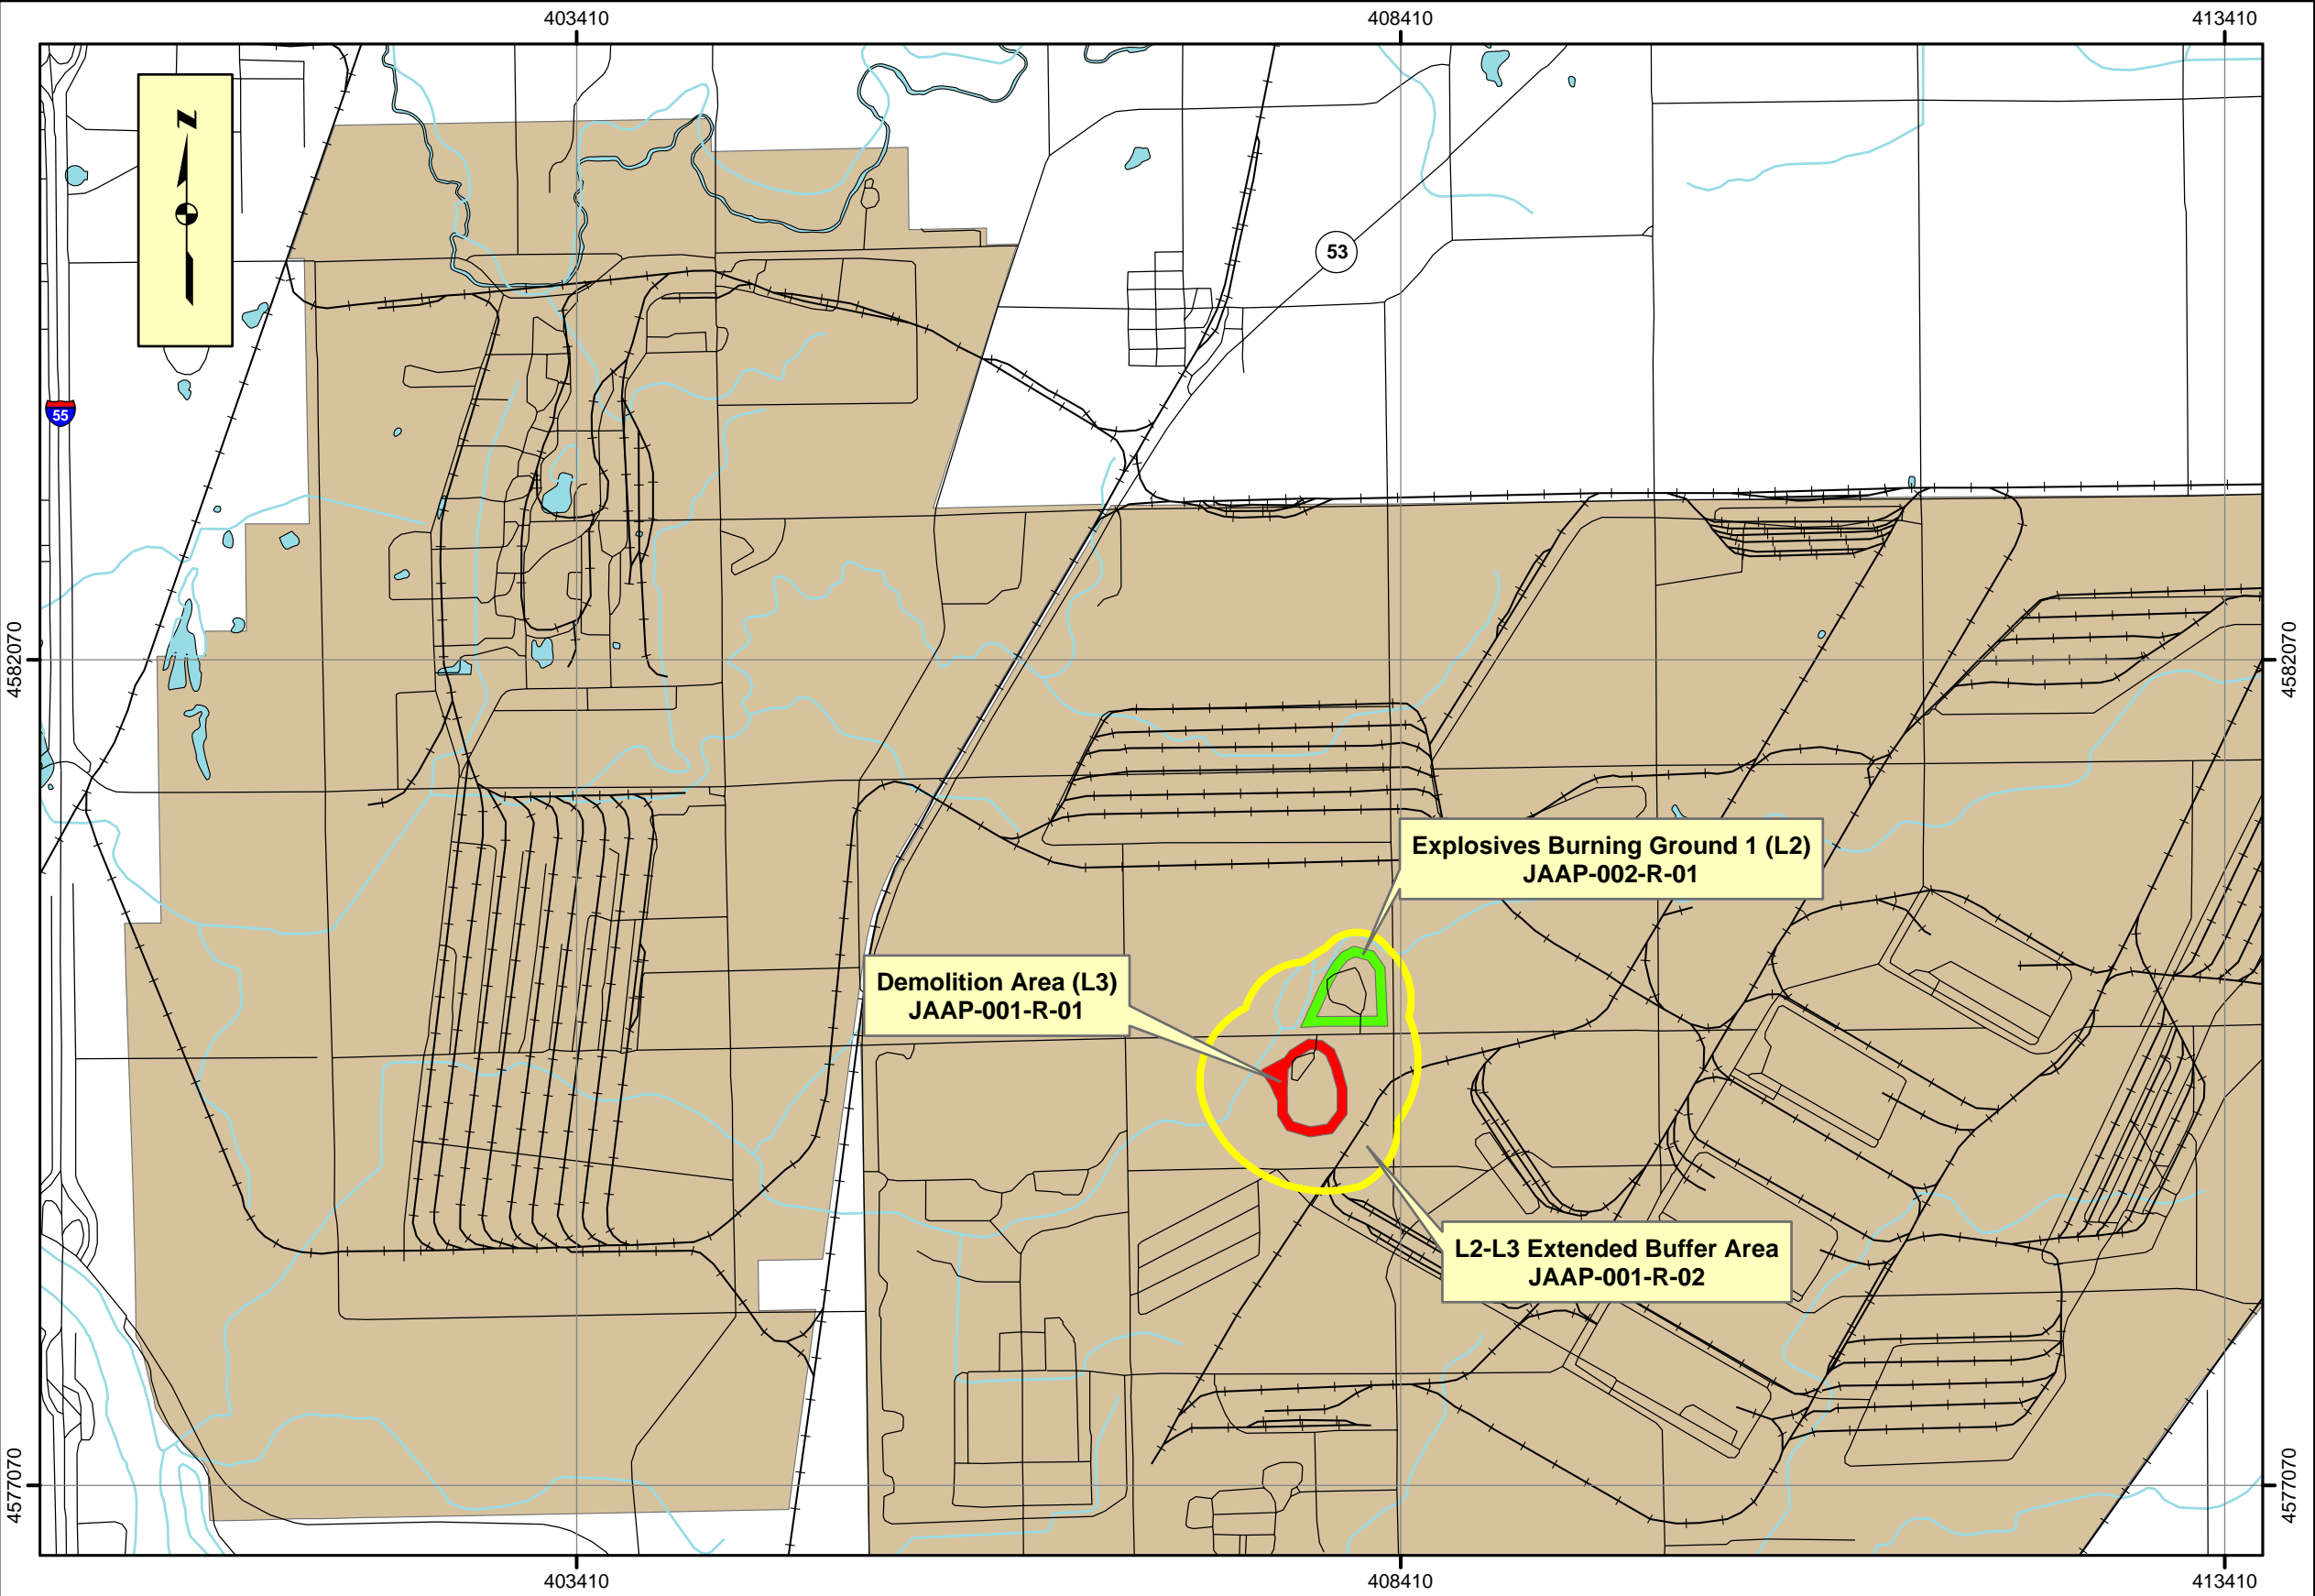 403410
408410
413410
N
53
55
4582070
4582070
Explosives Burning Ground 1 (L2)
JAAP-002-R-01
Demolition Area (L3)
JAAP-001-R-01
L2-L3 Extended Buffer Area
JAAP-001-R-02
4577070
4577070
403410
408410
413410